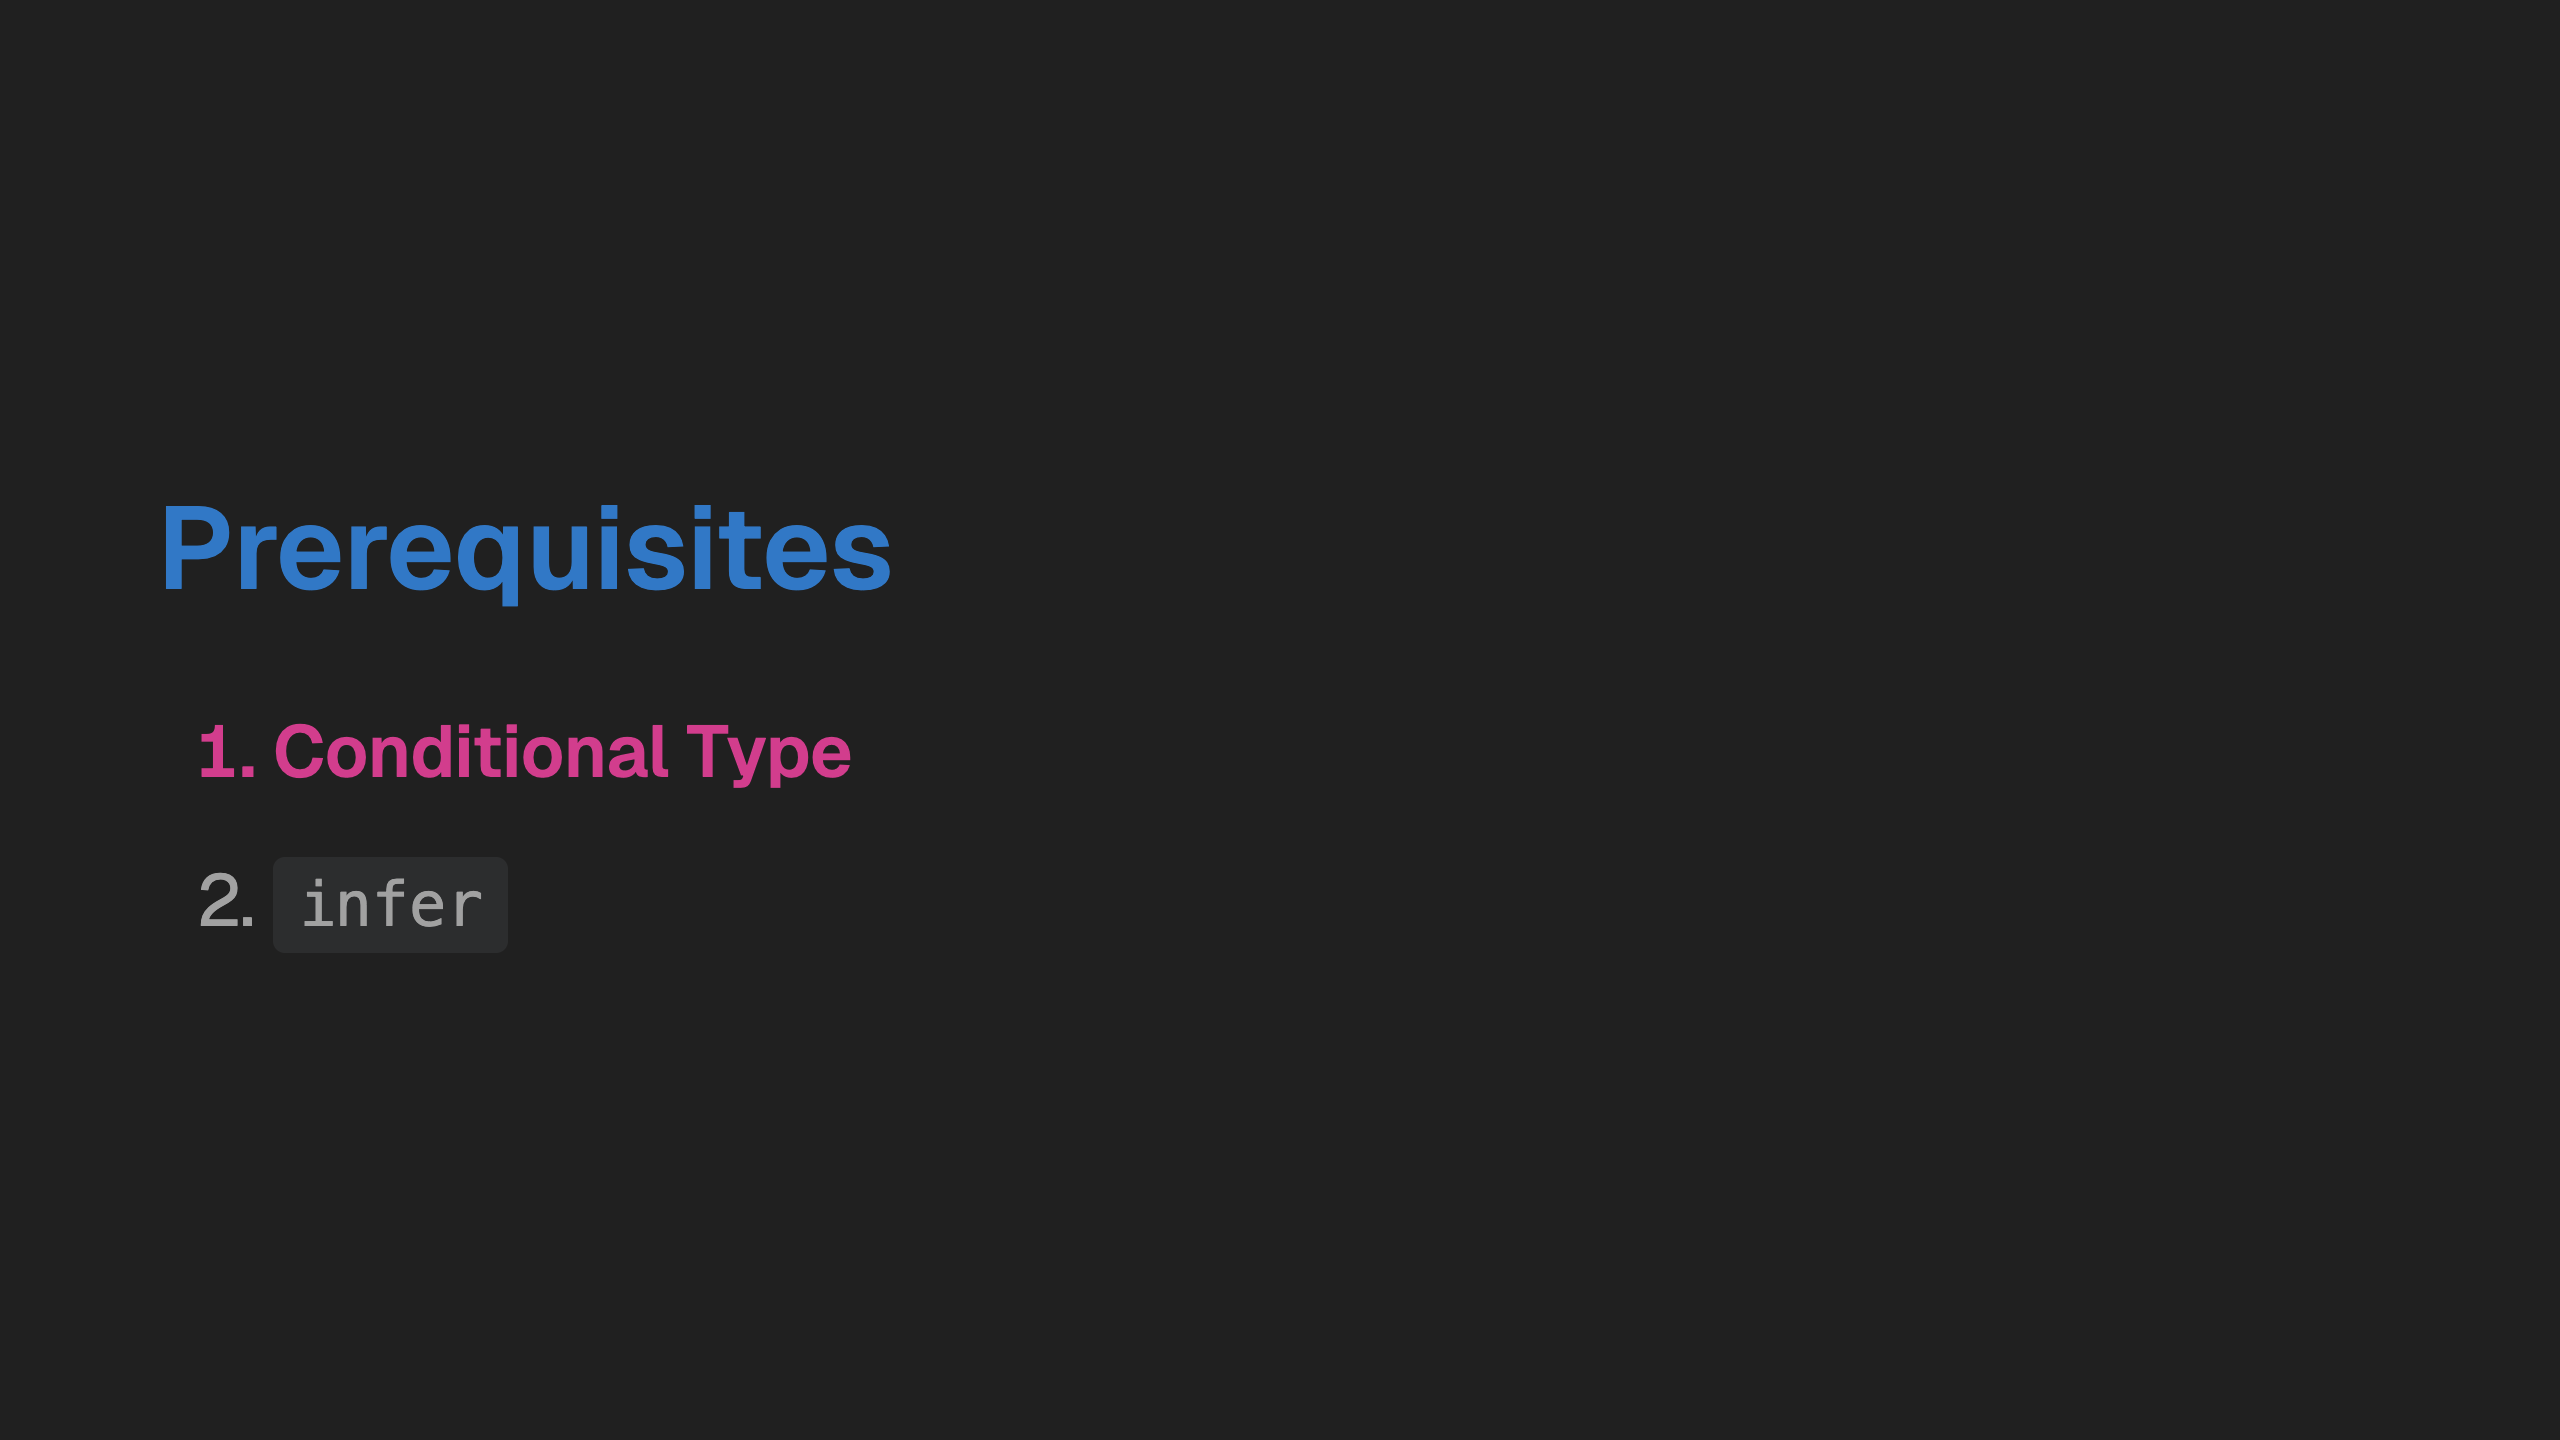 Prerequisites
1. Conditional Type
2. infer